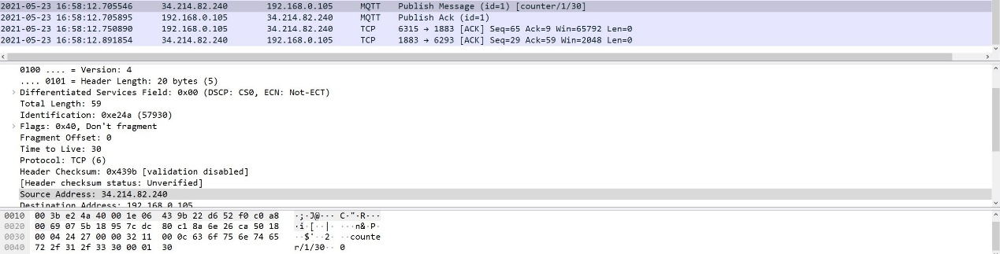 2021-05-23 16:58:12.705546 34.214.82.240 192.168.0.105 MQTT Publish Message (id=1) [counter/1/30]
2021-05-23 16:58:12.705895 192.168.0.105 34.214.82.240 MQTT Publish Ack (id=1)
2021-05-23 16:58:12.750890 192.168.0.105 34.214.82.240 TCP 6315 → 1883 [ACK] Seq=65 Ack=9 Win=65792 Len=0
2021-05-23 16:58:12.891854 34.214.82.240 192.168.0.105 TCP 1883 → 6293 [ACK] Seq=29 Ack=59 Win=2048 Len=0
0100 .... = Version: 4
.... 0101 = Header Length: 20 bytes (5)
Differentiated Services Field: 0x00 (DSCP: CS0, ECN: Not-ECT)
Total Length: 59
Identification: 0xe24a (57930)
Flags: 0x40, Don't fragment
Fragment Offset: 0
Time to Live: 30
Protocol: TCP (6)
Header Checksum: 0x439b [validation disabled]
[Header checksum status: Unverified]
Source Address: 34.214.82.240
Destination Address: 192.168.0.105
0010 00 3b e2 4a 40 00 1e 06 43 9b 22 d6 52 f0 c0 a8 ·;·J@··· C·"·R···
0020 00 69 07 5b 18 95 7c dc 80 c1 8a 6e 26 ca 50 18 ·i·[··|· ···n&·P·
0030 00 04 24 27 00 00 32 11 00 0c 63 6f 75 6e 74 65 ··$'··2· ··counte
0040 72 2f 31 2f 33 30 00 01 30 r/1/30·· 0